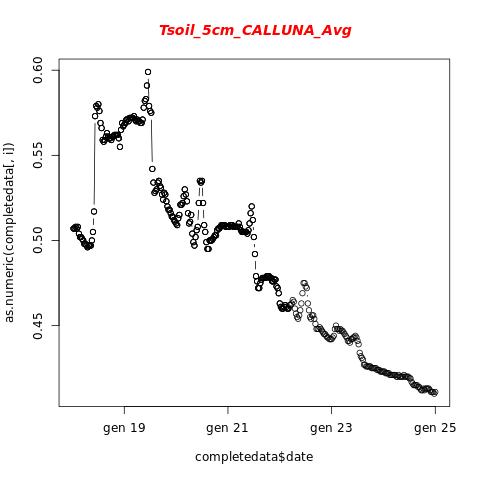 Tsoil_5cm_CALLUNA_Avg
as.numeric(completedata[, i])
0.60
0.55
0.50
0.45
gen 19
gen 21
gen 23
gen 25
completedata$date